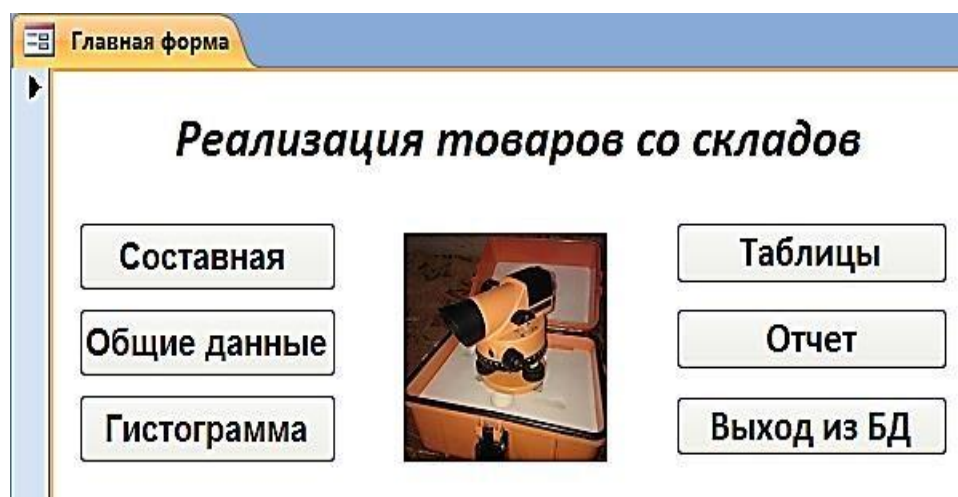 Главная форма
Реализация товаров со складов
Составная
Общие данные
Гистограмма
Таблицы
Отчет
Выход из БД